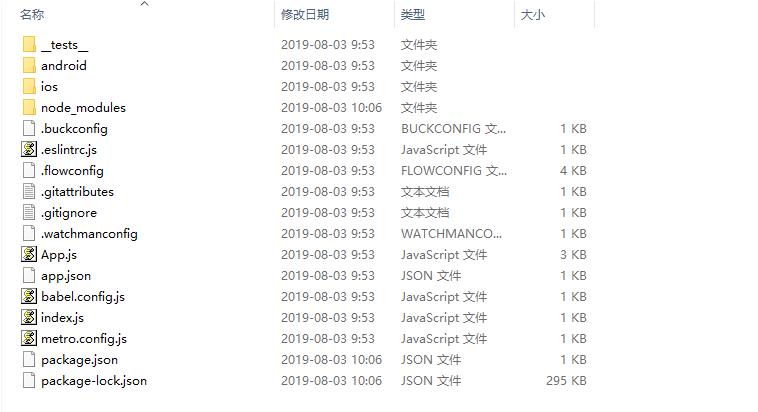 名称 修改日期 类型 大小
__tests__ 2019-08-03 9:53 文件夹
android 2019-08-03 9:53 文件夹
ios 2019-08-03 9:53 文件夹
node_modules 2019-08-03 10:06 文件夹
.buckconfig 2019-08-03 9:53 BUCKCONFIG 文... 1 KB
.eslintrc.js 2019-08-03 9:53 JavaScript 文件 1 KB
.flowconfig 2019-08-03 9:53 FLOWCONFIG 文... 4 KB
.gitattributes 2019-08-03 9:53 文本文档 1 KB
.gitignore 2019-08-03 9:53 文本文档 1 KB
.watchmanconfig 2019-08-03 9:53 WATCHMANCO... 1 KB
App.js 2019-08-03 9:53 JavaScript 文件 3 KB
app.json 2019-08-03 9:53 JSON 文件 1 KB
babel.config.js 2019-08-03 9:53 JavaScript 文件 1 KB
index.js 2019-08-03 9:53 JavaScript 文件 1 KB
metro.config.js 2019-08-03 9:53 JavaScript 文件 1 KB
package.json 2019-08-03 10:06 JSON 文件 1 KB
package-lock.json 2019-08-03 10:06 JSON 文件 295 KB